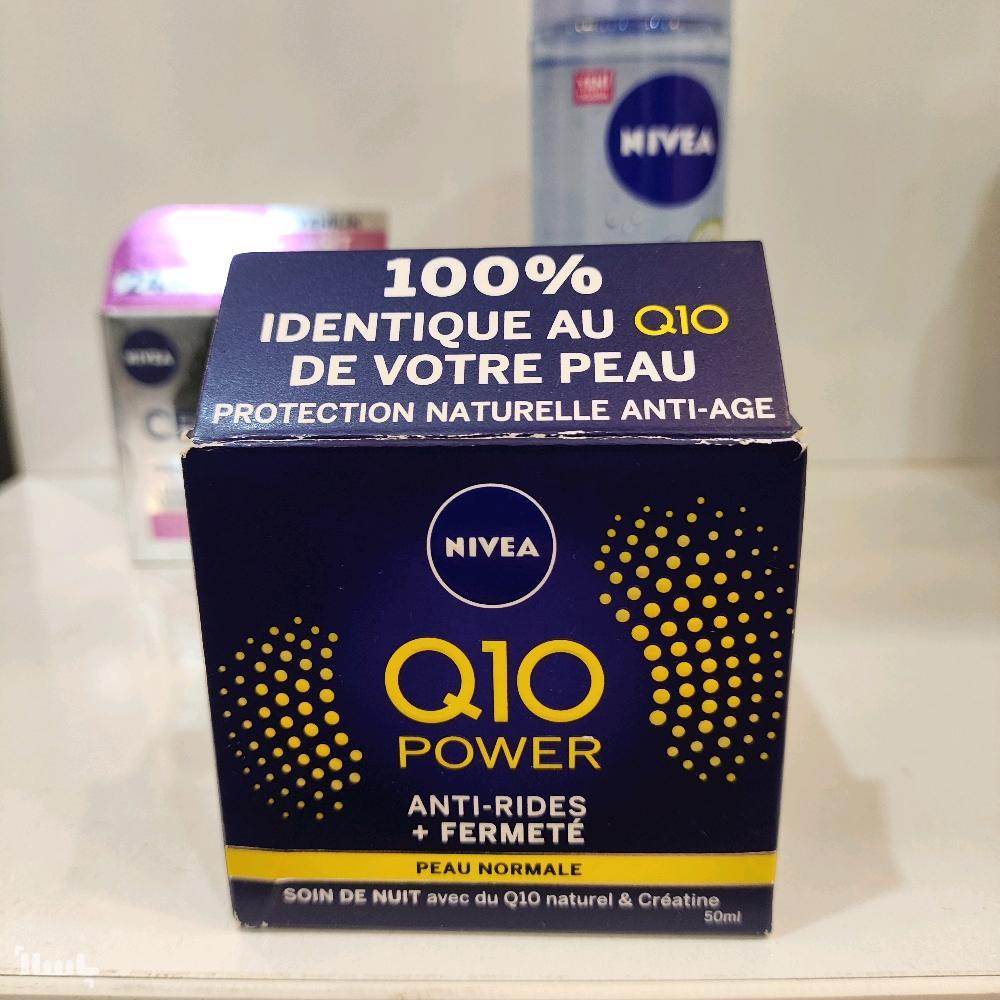 NIVEA
100%
IDENTIQUE AU Q10
DE VOTRE PEAU
PROTECTION NATURELLE ANTI-AGE
NIVEA
NIVEA
Q10
POWER
ANTI-RIDES
+ FERMETÉ
PEAU NORMALE
SOIN DE NUIT avec du Q10 naturel & Créatine
50ml